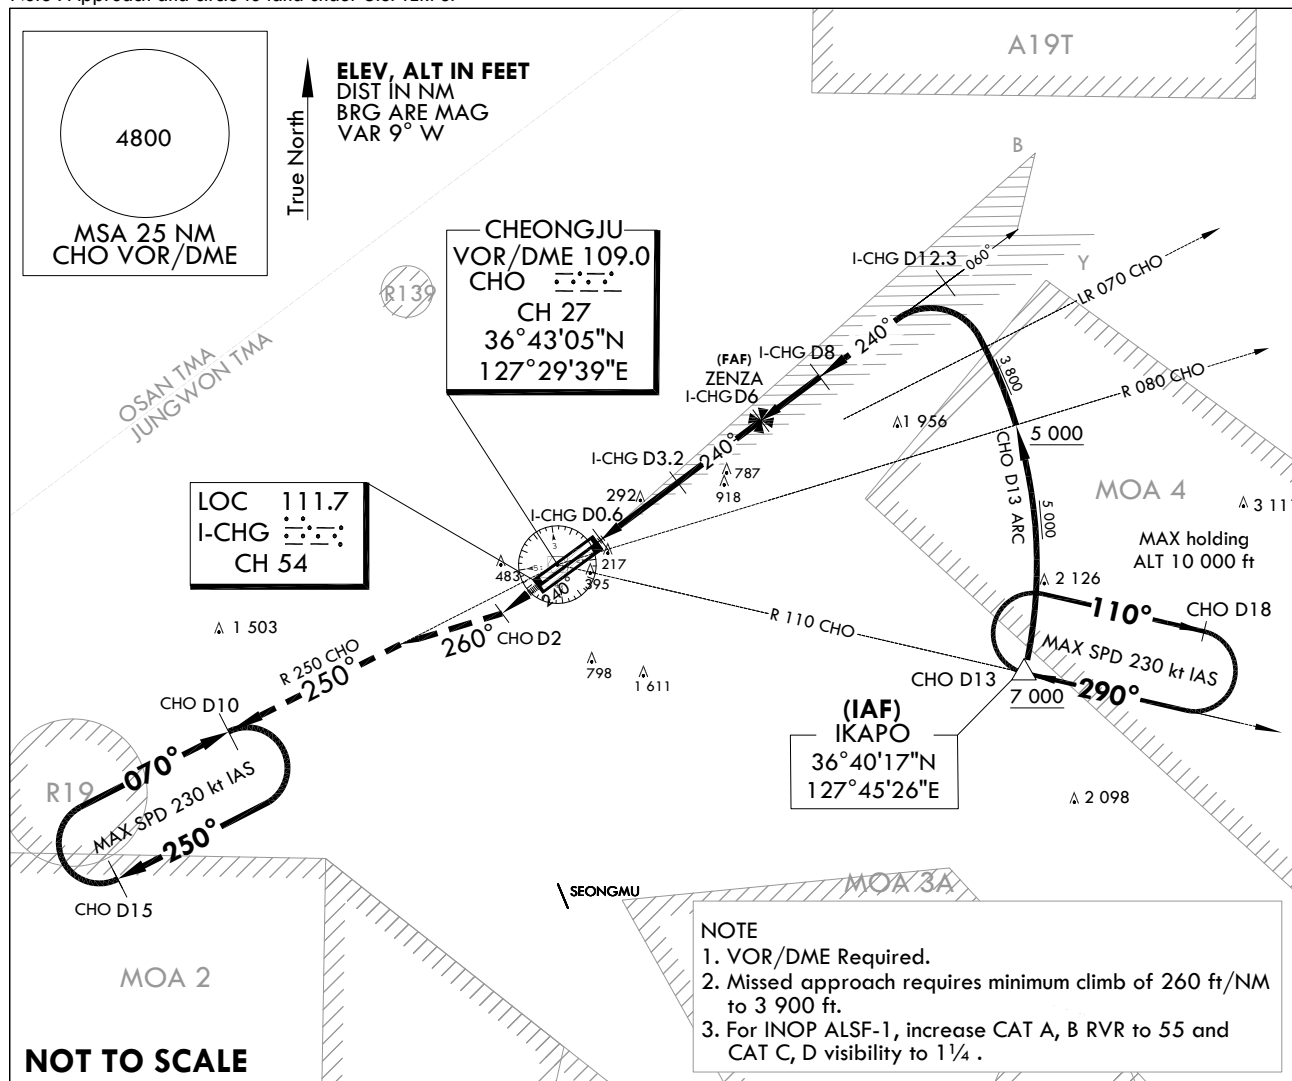 4800
MSA 25 NM
CHO VOR/DME
True North
ELEV, ALT IN FEET
DIST IN NM
BRG ARE MAG
VAR 9° W
A19T
B
Y
R139
OSAN TMA
JUNGWON TMA
CHEONGJU
VOR/DME 109.0
CHO
CH 27
36°43'05"N
127°29'39"E
I-CHG D12.3
060°
LR 070 CHO
240°
I-CHG D8
(FAF)
ZENZA
I-CHG D6
3 800
R 080 CHO
1 956
5 000
240°
I-CHG D3.2
787
918
292
CHO D13 ARC
5 000
MOA 4
3 111
MAX holding
ALT 10 000 ft
LOC 111.7
I-CHG
CH 54
I-CHG D0.6
3
483
217
395
240°
2 126
110°
CHO D18
MAX SPD 230 kt IAS
290°
R 110 CHO
CHO D13
7 000
1 503
260°
CHO D2
R 250 CHO
250°
798
1 611
(IAF)
IKAPO
36°40'17"N
127°45'26"E
2 098
CHO D10
070°
R19
MAX SPD 230 kt IAS
250°
CHO D15
SEONGMU
MOA 3A
MOA 2
NOTE
1. VOR/DME Required.
2. Missed approach requires minimum climb of 260 ft/NM
to 3 900 ft.
3. For INOP ALSF-1, increase CAT A, B RVR to 55 and
CAT C, D visibility to 1¼ .
NOT TO SCALE